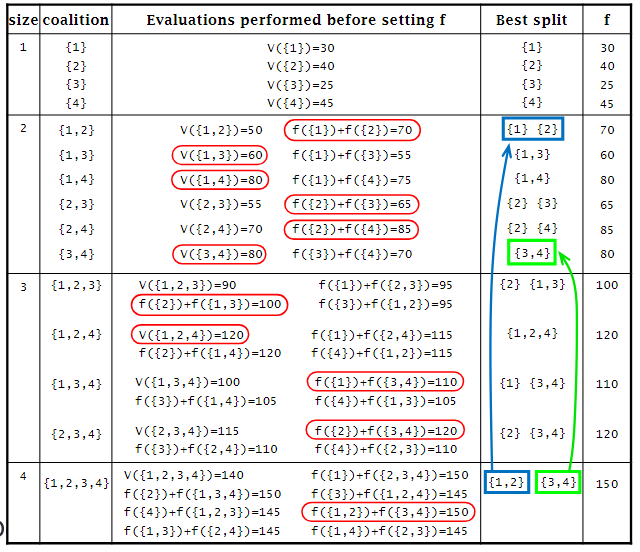 size coalition Evaluations performed before setting f Best split f
1 {1} V({1})=30 {1} 30
{2} V({2})=40 {2} 40
{3} V({3})=25 {3} 25
{4} V({4})=45 {4} 45
2 {1,2} V({1,2})=50 f({1})+f({2})=70 {1} {2} 70
{1,3} V({1,3})=60 f({1})+f({3})=55 {1,3} 60
{1,4} V({1,4})=80 f({1})+f({4})=75 {1,4} 80
{2,3} V({2,3})=55 f({2})+f({3})=65 {2} {3} 65
{2,4} V({2,4})=70 f({2})+f({4})=85 {2} {4} 85
{3,4} V({3,4})=80 f({3})+f({4})=70 {3,4} 80
3 {1,2,3} V({1,2,3})=90 f({1})+f({2,3})=95 {2} {1,3} 100
f({2})+f({1,3})=100 f({3})+f({1,2})=95
{1,2,4} V({1,2,4})=120 f({1})+f({2,4})=115 {1,2,4} 120
f({2})+f({1,4})=120 f({4})+f({1,2})=115
{1,3,4} V({1,3,4})=100 f({1})+f({3,4})=110 {1} {3,4} 110
f({3})+f({1,4})=105 f({4})+f({1,3})=105
{2,3,4} V({2,3,4})=115 f({2})+f({3,4})=120 {2} {3,4} 120
f({3})+f({2,4})=110 f({4})+f({2,3})=110
4 {1,2,3,4} V({1,2,3,4})=140 f({1})+f({2,3,4})=150 {1,2} {3,4} 150
f({2})+f({1,3,4})=150 f({3})+f({1,2,4})=145
f({4})+f({1,2,3})=145 f({1,2})+f({3,4})=150
f({1,3})+f({2,4})=145 f({1,4})+f({2,3})=145